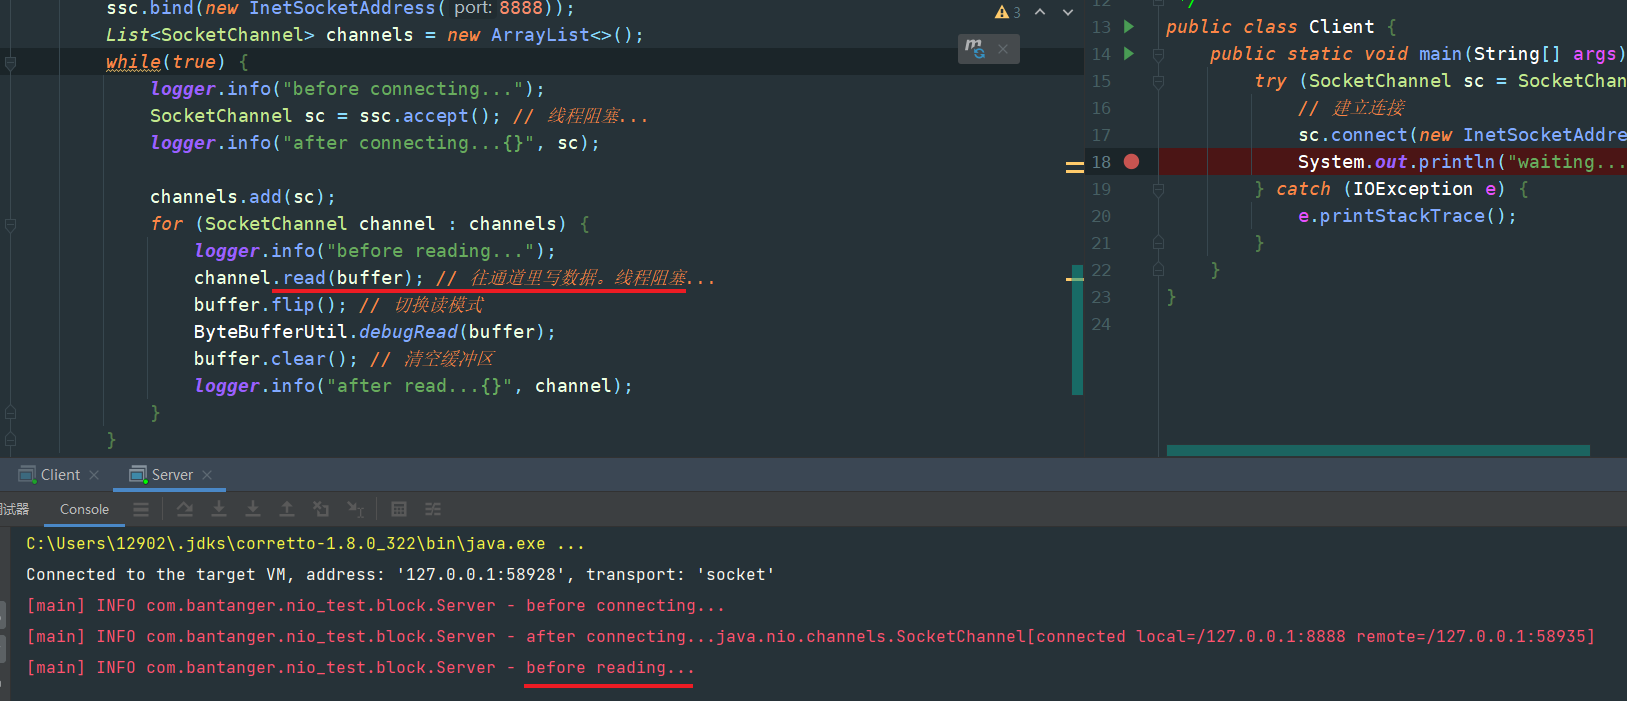 ssc.bind(new InetSocketAddress( port: 8888));
List<SocketChannel> channels = new ArrayList<>();
while(true) {
logger.info("before connecting...");
SocketChannel sc = ssc.accept(); // 线程阻塞...
logger.info("after connecting...{}", sc);
channels.add(sc);
for (SocketChannel channel : channels) {
logger.info("before reading...");
channel.read(buffer); // 往通道里写数据。线程阻塞...
buffer.flip(); // 切换读模式
ByteBufferUtil.debugRead(buffer);
buffer.clear(); // 清空缓冲区
logger.info("after read...{}", channel);
}
}
3
12 */
13 public class Client {
14 public static void main(String[] args)
15 try (SocketChannel sc = SocketChan
16 // 建立连接
17 sc.connect(new InetSocketAddre
18 System.out.println("waiting...
19 } catch (IOException e) {
20 e.printStackTrace();
21 }
22 }
23 }
24
Client Server
试器 Console
C:\Users\12902\.jdks\corretto-1.8.0_322\bin\java.exe ...
Connected to the target VM, address: '127.0.0.1:58928', transport: 'socket'
[main] INFO com.bantanger.nio_test.block.Server - before connecting...
[main] INFO com.bantanger.nio_test.block.Server - after connecting...java.nio.channels.SocketChannel[connected local=/127.0.0.1:8888 remote=/127.0.0.1:58935]
[main] INFO com.bantanger.nio_test.block.Server - before reading...